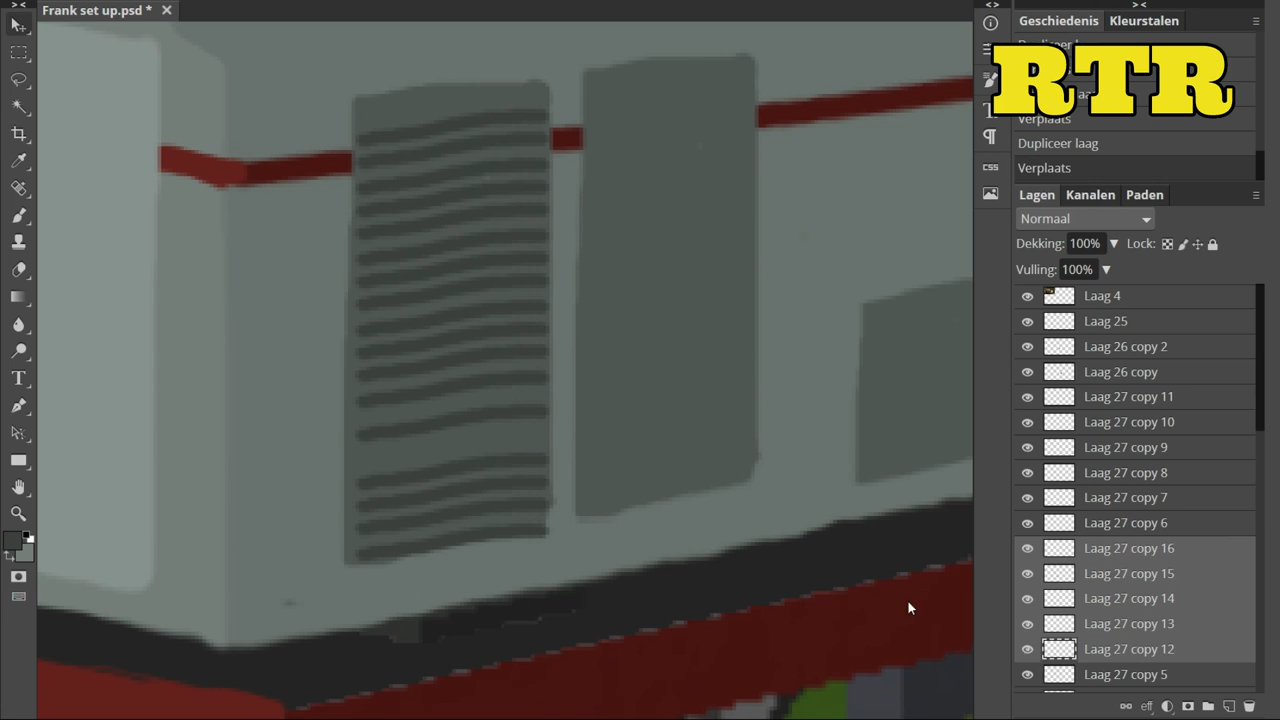 Frank set up.psd *
Geschiedenis
Kleurstalen
RTR
Verplaats
Dupliceer laag
Verplaats
Lagen
Kanalen
Paden
Normaal
Dekking: 100%
Lock:
Vulling: 100%
Laag 4
Laag 25
Laag 26 copy 2
Laag 26 copy
Laag 27 copy 11
Laag 27 copy 10
Laag 27 copy 9
Laag 27 copy 8
Laag 27 copy 7
Laag 27 copy 6
Laag 27 copy 16
Laag 27 copy 15
Laag 27 copy 14
Laag 27 copy 13
Laag 27 copy 12
Laag 27 copy 5
css
eff